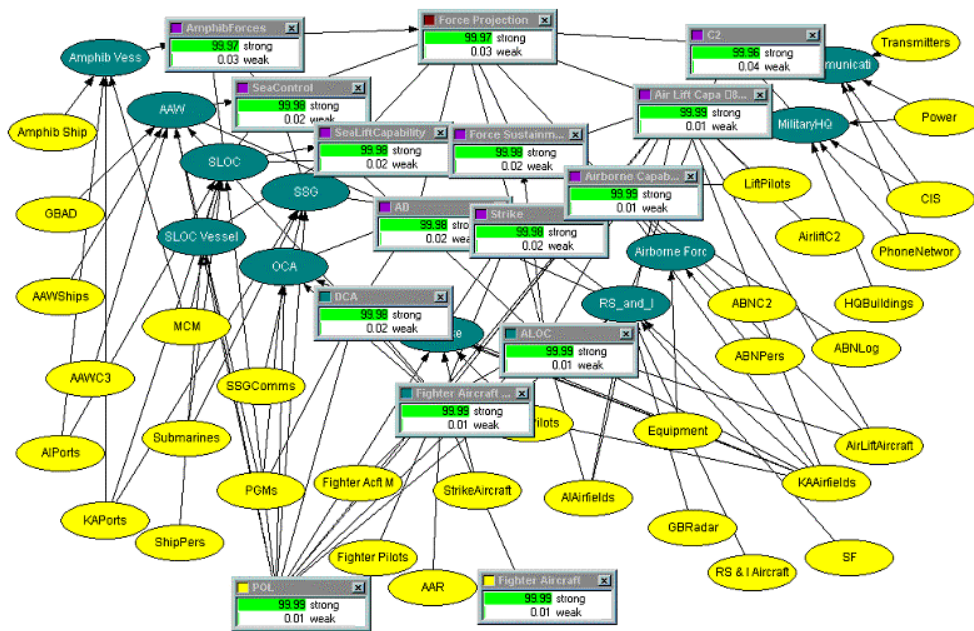 AmphibForces
99.97 strong
0.03 weak
Force Projection
99.97 strong
0.03 weak
C2
99.96 strong
0.04 weak
Transmitters
Amphib Vess
municati
SeaControl
99.98 strong
0.02 weak
Air Lift Capa
99.99 strong
0.01 weak
AAW
Amphib Ship
SeaLiftCapability
99.98 strong
0.02 weak
Force Sustainm...
99.98 strong
0.02 weak
MilitaryHQ
Power
SLOC
Airborne Capab...
99.99 strong
0.01 weak
LiftPilots
SSG
CIS
GBAD
AD
99.98 strong
0.02 weak
Strike
99.98 strong
0.02 weak
SLOC Vessel
AirliftC2
Airborne Forc
PhoneNetwor
OCA
AAWShips
DCA
99.98 strong
0.02 weak
RS_and_I
ABNC2
HQBuildings
MCM
se
ALOC
99.99 strong
0.01 weak
ABNPers
ABNLog
AAWC3
SSGComms
Fighter Aircraft ...
99.99 strong
0.01 weak
Pilots
Equipment
Submarines
AIPorts
AirLiftAircraft
PGMs
Fighter Acft M
StrikeAircraft
AIAirfields
KAAirfields
KAPorts
ShipPers
Fighter Pilots
GBRadar
SF
RS & I Aircraft
POL
99.99 strong
0.01 weak
AAR
Fighter Aircraft
99.99 strong
0.01 weak